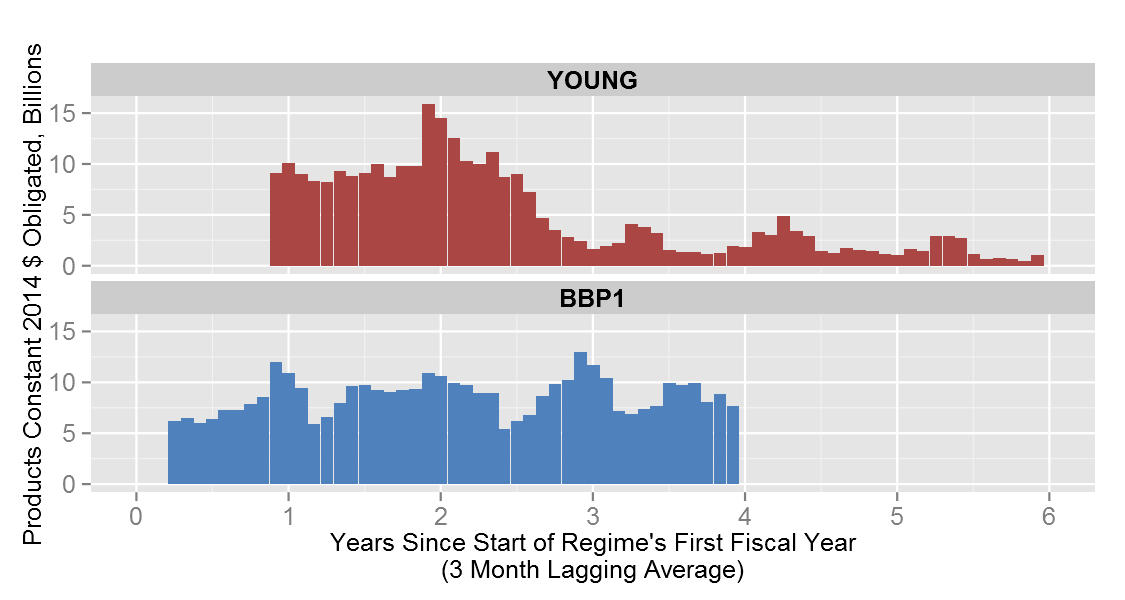 Products Constant 2014 $ Obligated, Billions
YOUNG
15
10
5
0
BBP1
15
10
5
0
0 1 2 3 4 5 6
Years Since Start of Regime's First Fiscal Year
(3 Month Lagging Average)